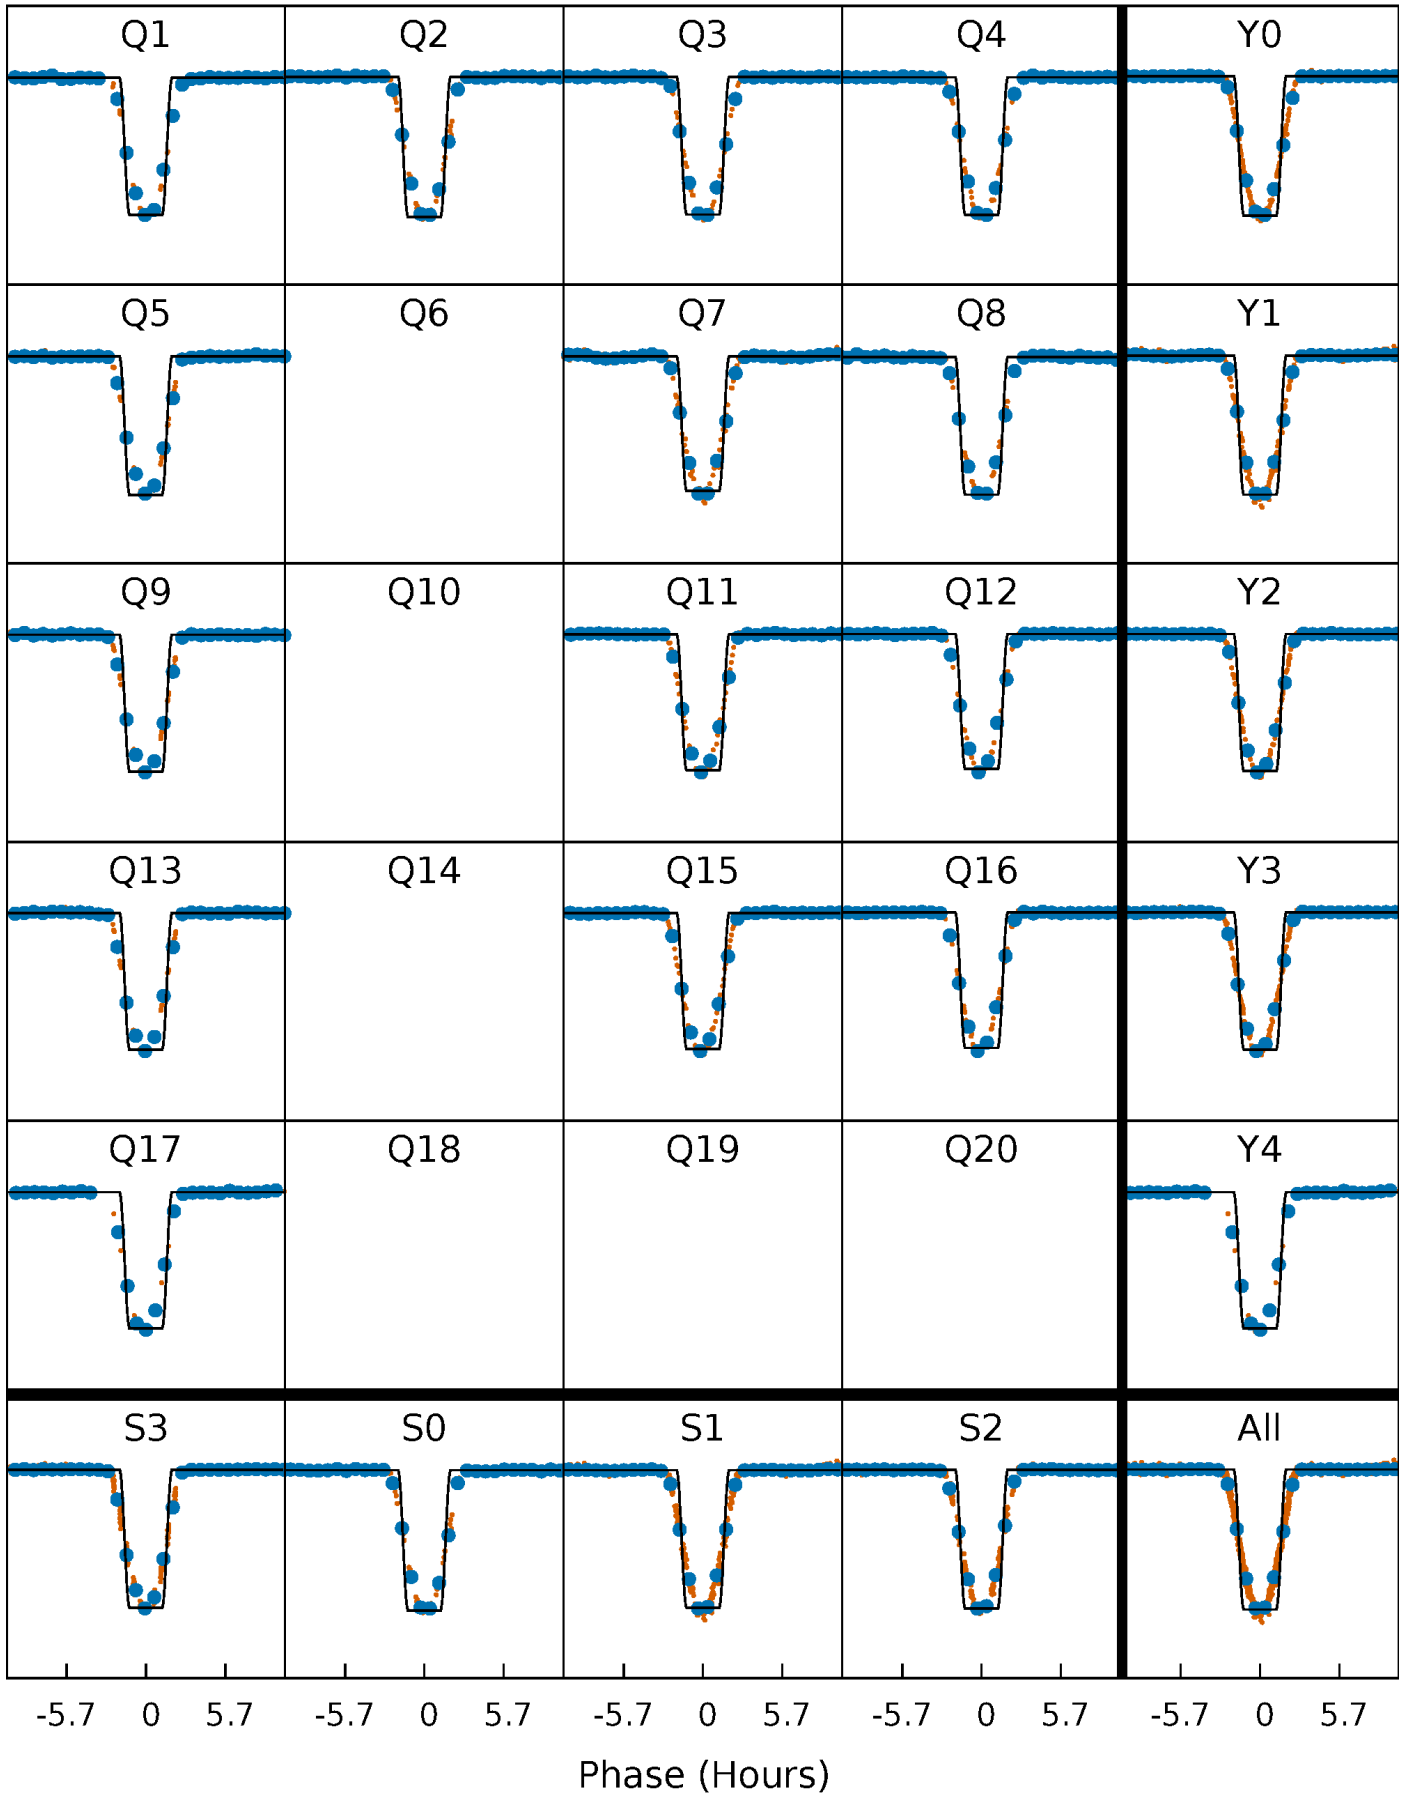 Q1 Q2 Q3 Q4 Y0
Q5 Q6 Q7 Q8 Y1
Q9 Q10 Q11 Q12 Y2
Q13 Q14 Q15 Q16 Y3
Q17 Q18 Q19 Q20 Y4
S3 S0 S1 S2 All
-5.7 0 5.7 -5.7 0 5.7 -5.7 0 5.7 -5.7 0 5.7 -5.7 0 5.7
Phase (Hours)